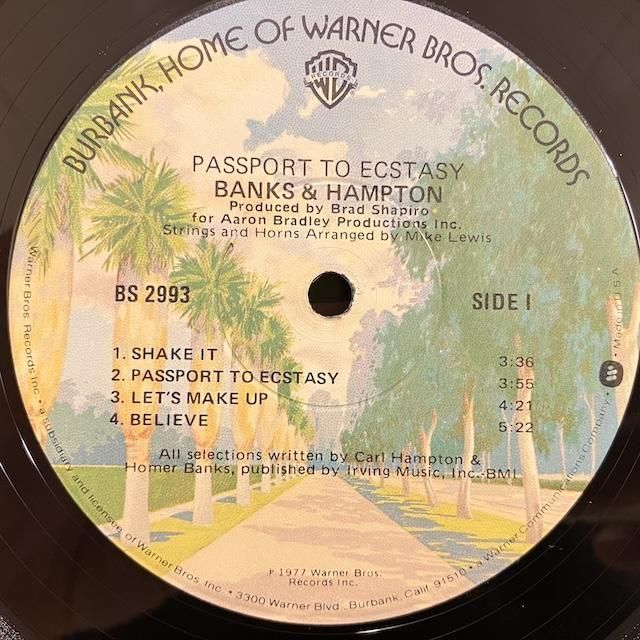 BURBANK, HOME OF WARNER BROS. RECORDS
RECORDS
PASSPORT TO ECSTASY
BANKS & HAMPTON
Produced by Brad Shapiro
for Aaron Bradley Productions Inc.
Strings and Horns Arranged by Mike Lewis
BS 2993
SIDE I
1. SHAKE IT 3:36
2. PASSPORT TO ECSTASY 3:55
3. LET'S MAKE UP 4:21
4. BELIEVE 5:22
All selections written by Carl Hampton &
Homer Banks, published by Irving Music, Inc.-BMI
℗ 1977 Warner Bros.
Records Inc.
Warner Bros. Records Inc. • a subsidiary and licensee of Warner Bros. Inc. • 3300 Warner Blvd., Burbank, Calif. 91510 • a Warner Communications Company • Made in U.S.A.